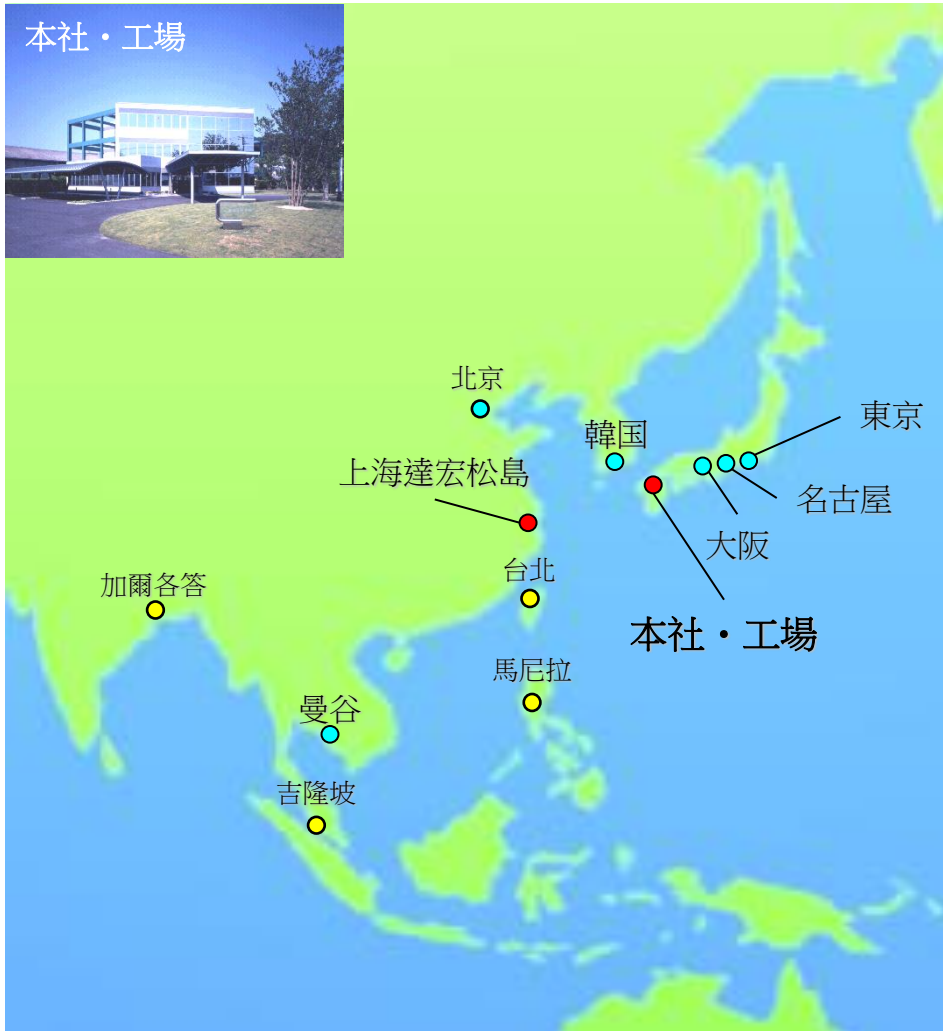 本社・工場
北京
韓国
東京
上海達宏松島
名古屋
大阪
台北
加爾各答
本社・工場
馬尼拉
曼谷
吉隆坡